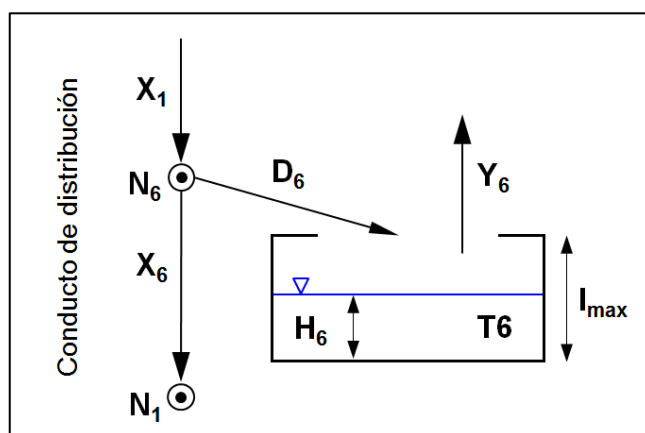 Conducto de distribución
X1
N6
D6
Y6
X6
H6
T6
Imax
N1